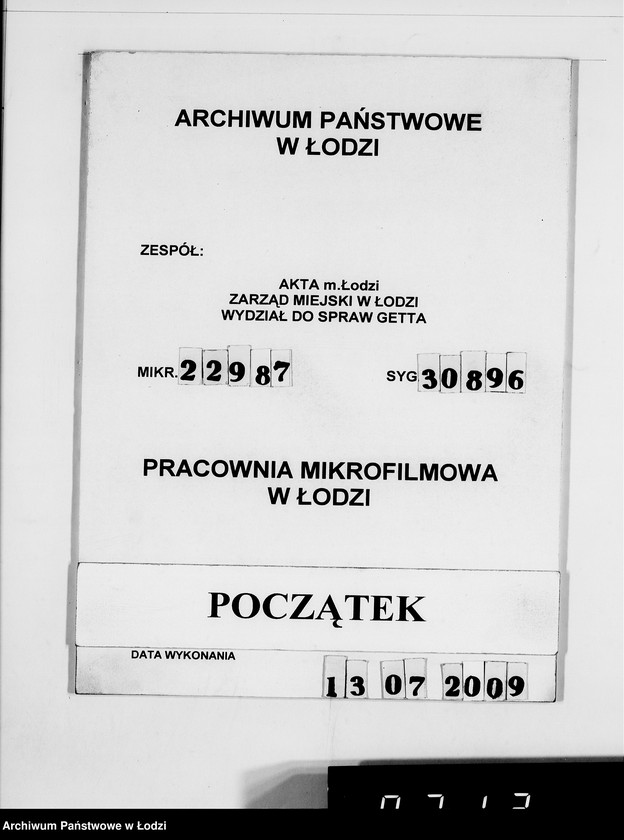 ARCHIWUM PAŃSTWOWE
W ŁODZI
ZESPÓŁ:
AKTA m.Łodzi
ZARZĄD MIEJSKI W ŁODZI
WYDZIAŁ DO SPRAW GETTA
MIKR. 22987 SYG 30896
PRACOWNIA MIKROFILMOWA
W ŁODZI
POCZĄTEK
DATA WYKONANIA
13 07 2009
Archiwum Państwowe w Łodzi